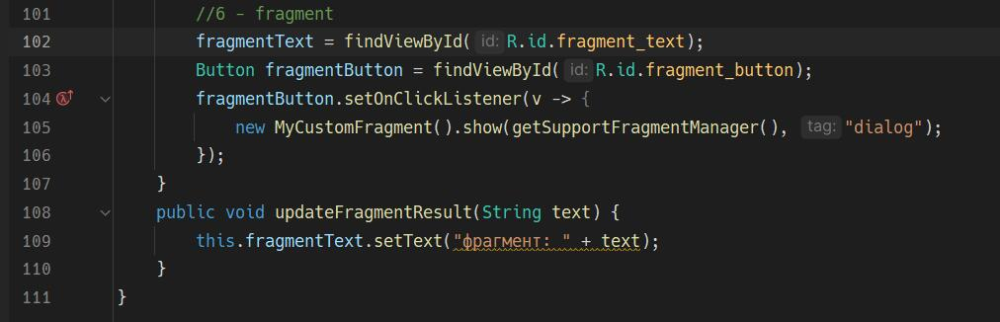 101 //6 - fragment
102 fragmentText = findViewById( id: R.id.fragment_text);
103 Button fragmentButton = findViewById( id: R.id.fragment_button);
104 fragmentButton.setOnClickListener(v -> {
105 new MyCustomFragment().show(getSupportFragmentManager(), tag: "dialog");
106 });
107 }
108 public void updateFragmentResult(String text) {
109 this.fragmentText.setText("фрагмент: " + text);
110 }
111 }